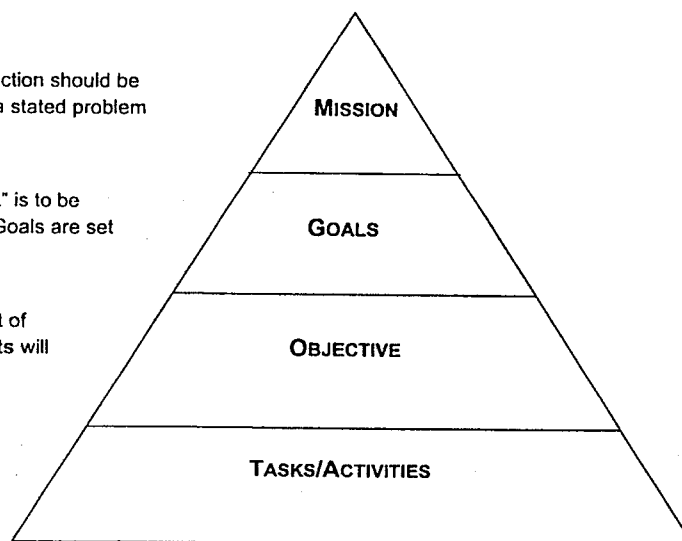 ction should be
a stated problem
MISSION
" is to be
Goals are set
GOALS
t of
ts will
OBJECTIVE
TASKS/ACTIVITIES